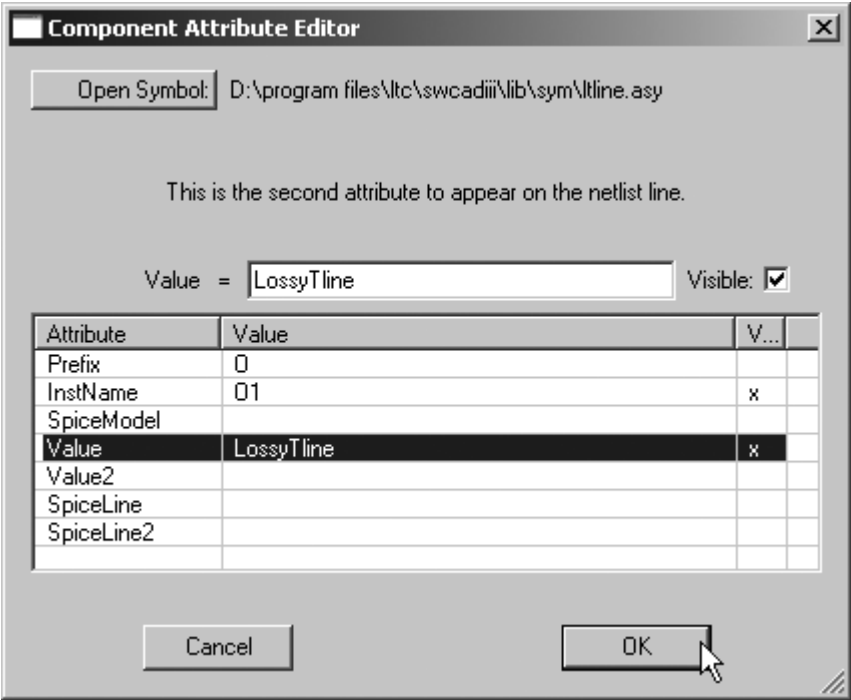 Component Attribute Editor
Open Symbol: D:\program files\ltc\swcadiii\lib\sym\ltline.asy
This is the second attribute to appear on the netlist line.
Value = LossyTline Visible:
Attribute Value V...
Prefix O
InstName O1 x
SpiceModel
Value LossyTline x
Value2
SpiceLine
SpiceLine2
Cancel OK